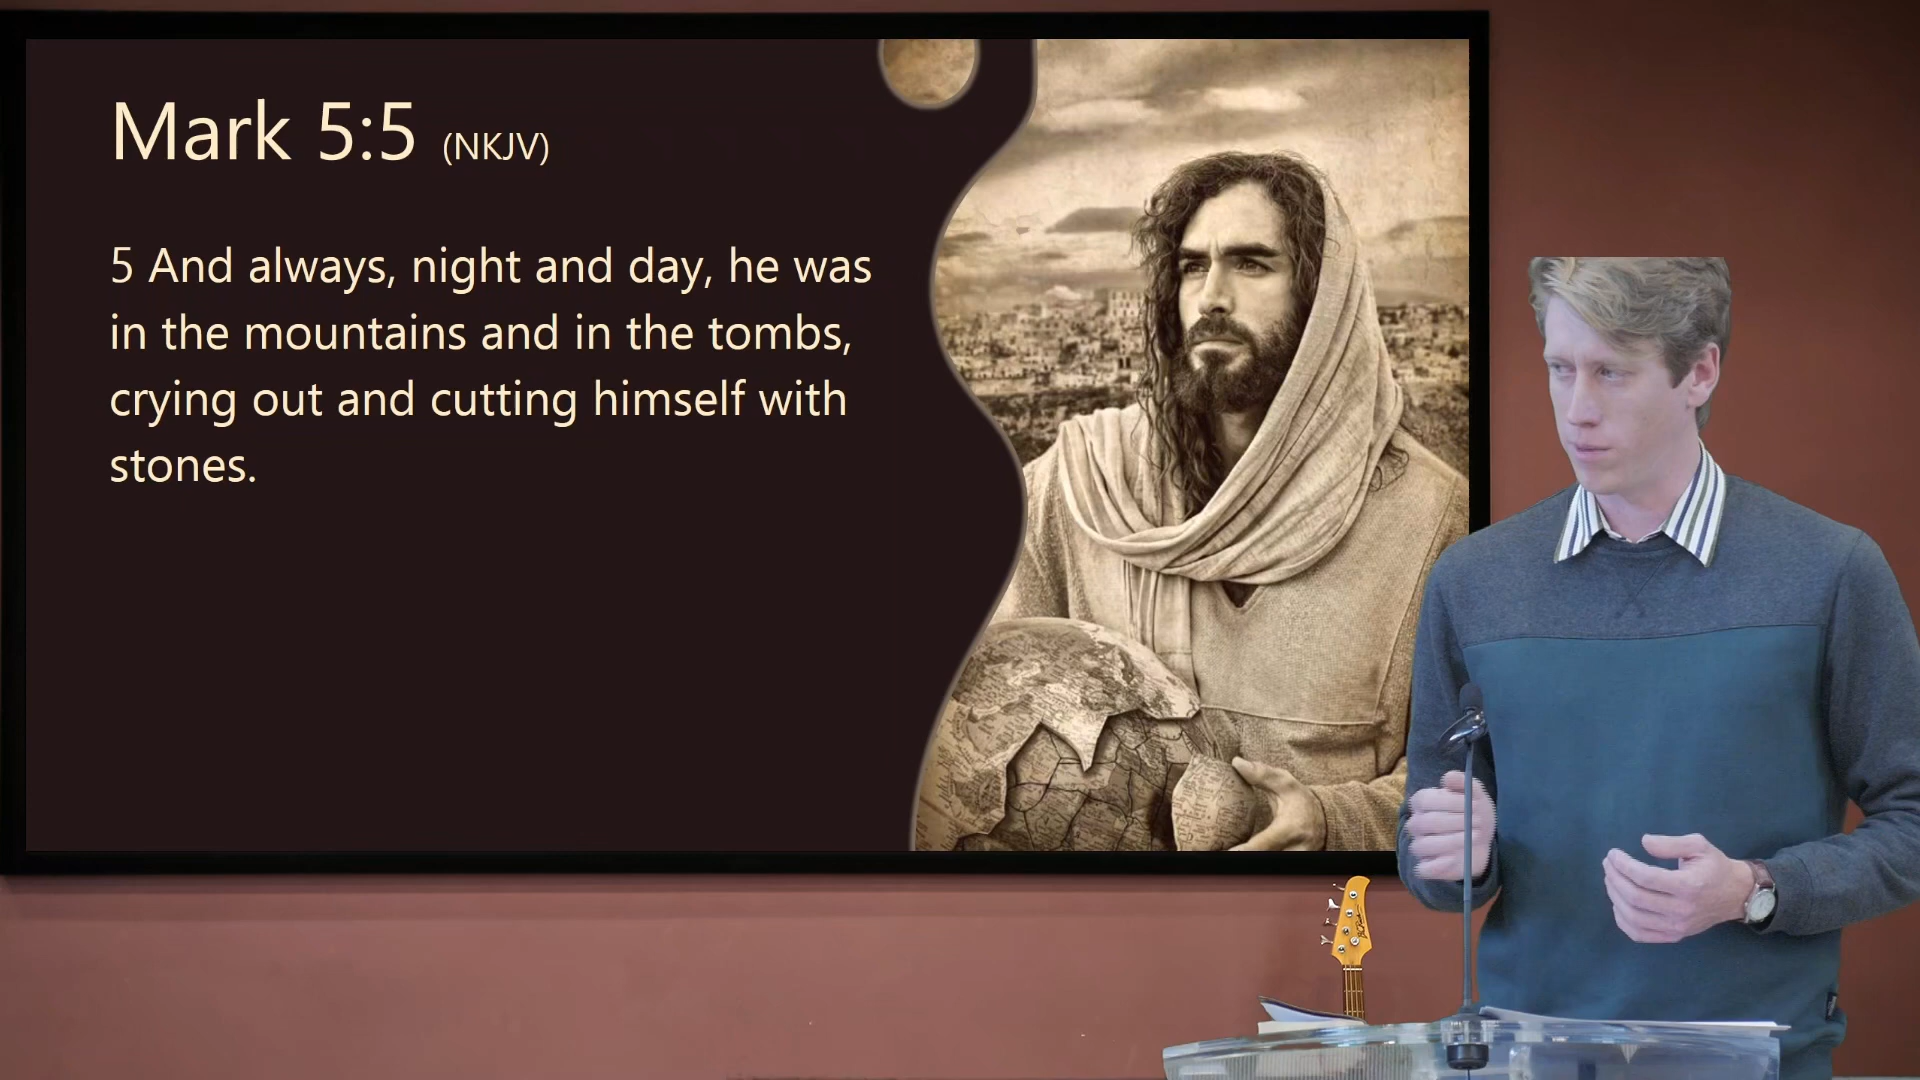 Mark 5:5 (NKJV)
5 And always, night and day, he was
in the mountains and in the tombs,
crying out and cutting himself with
stones.